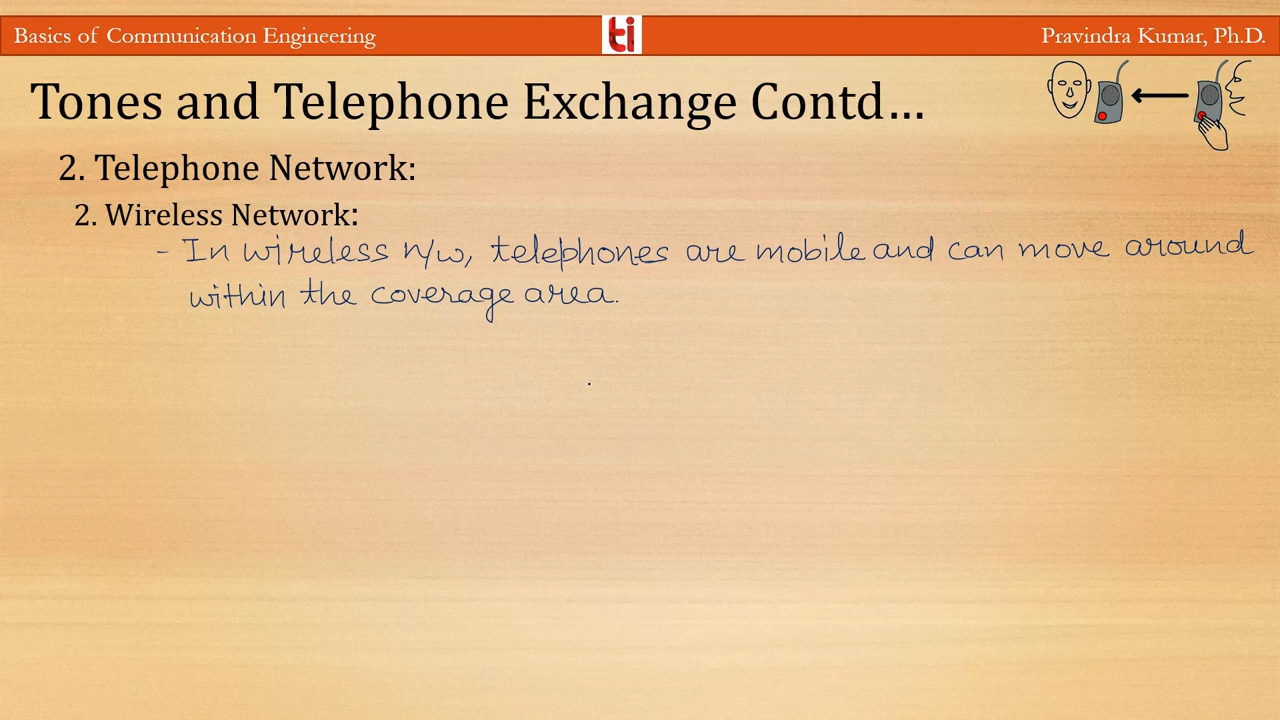 Basics of Communication Engineering
ti
Pravindra Kumar, Ph.D.
Tones and Telephone Exchange Contd…
2. Telephone Network:
2. Wireless Network:
- In wireless n/w, telephones are mobile and can move around
within the coverage area.